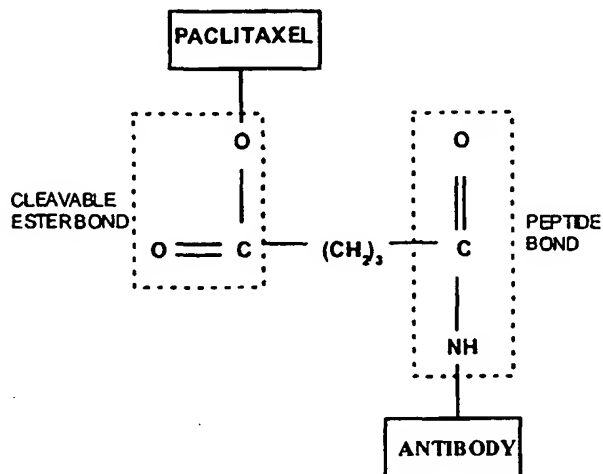 PACLITAXEL
O
O
CLEAVABLE
ESTERBOND
O = C — (CH₂)₃ — C
PEPTIDE
BOND
NH
ANTIBODY